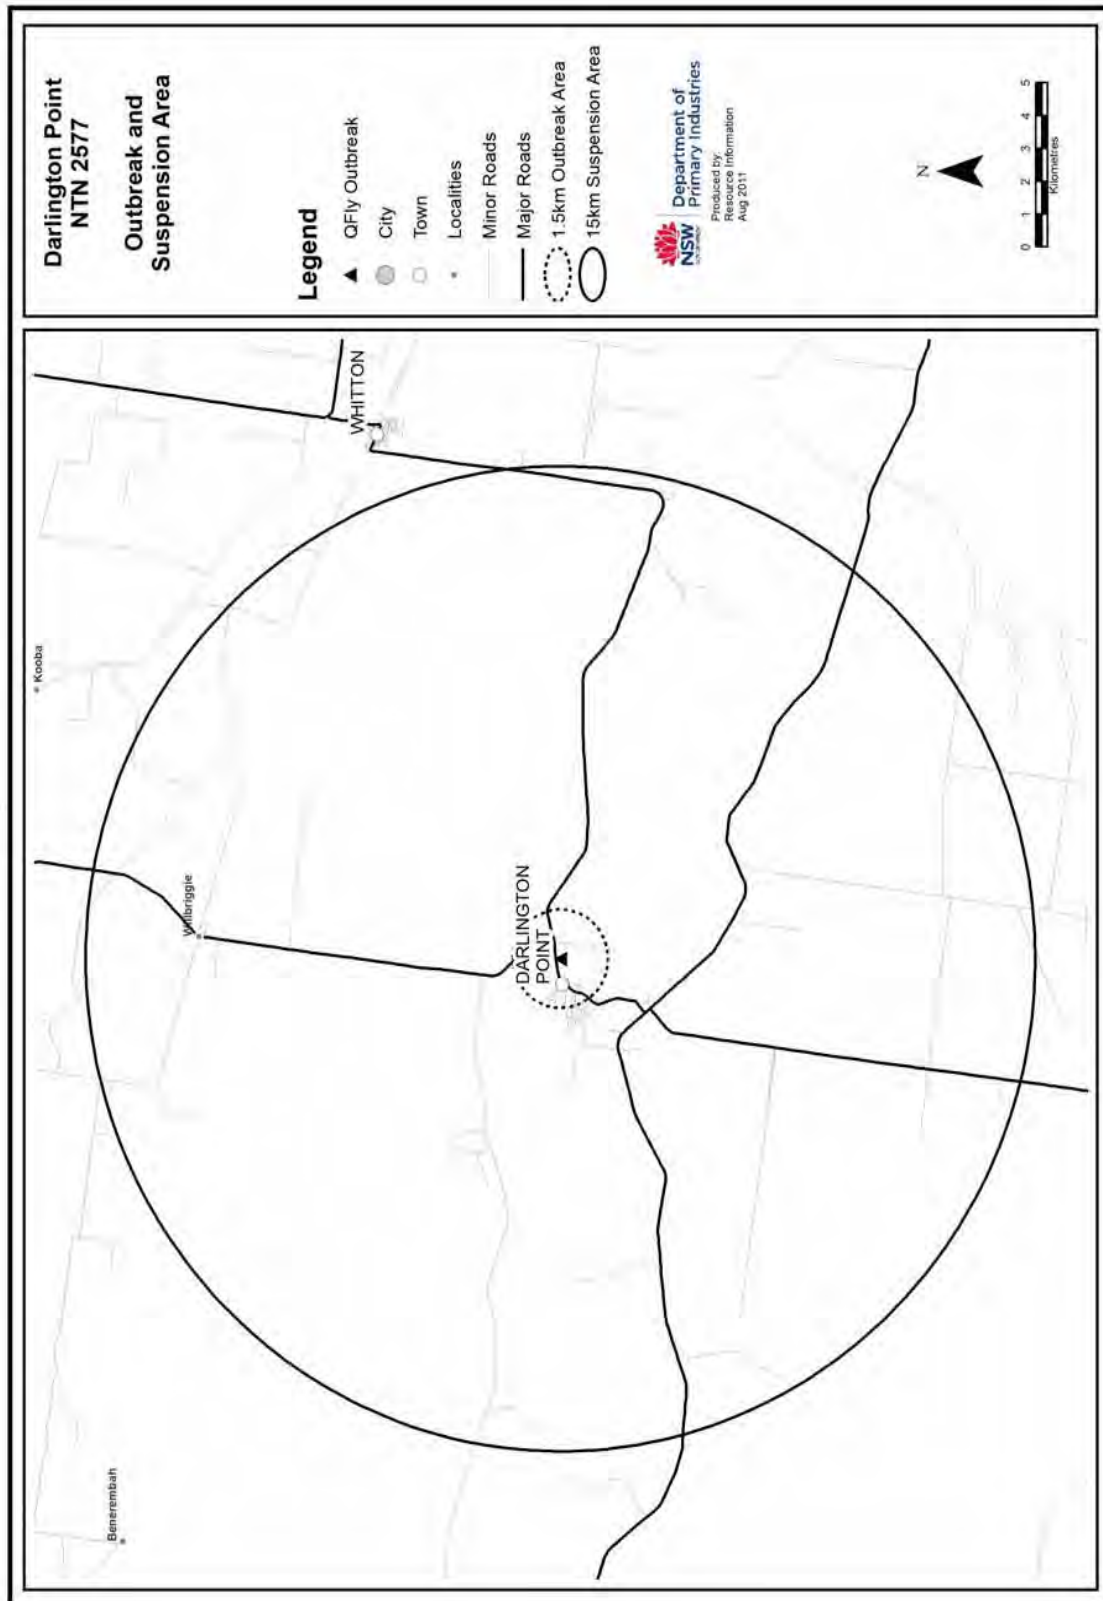 Darlington Point
NTN 2577
Outbreak and
Suspension Area
Legend
QFly Outbreak
City
Town
Localities
Minor Roads
Major Roads
1.5km Outbreak Area
15km Suspension Area
NSW
Department of
Primary Industries
Produced by:
Resource Information
Aug 2011
N
0 1 2 3 4 5
Kilometres
WHITTON
Kooba
Willbriggie
DARLINGTON
POINT
Benerembah